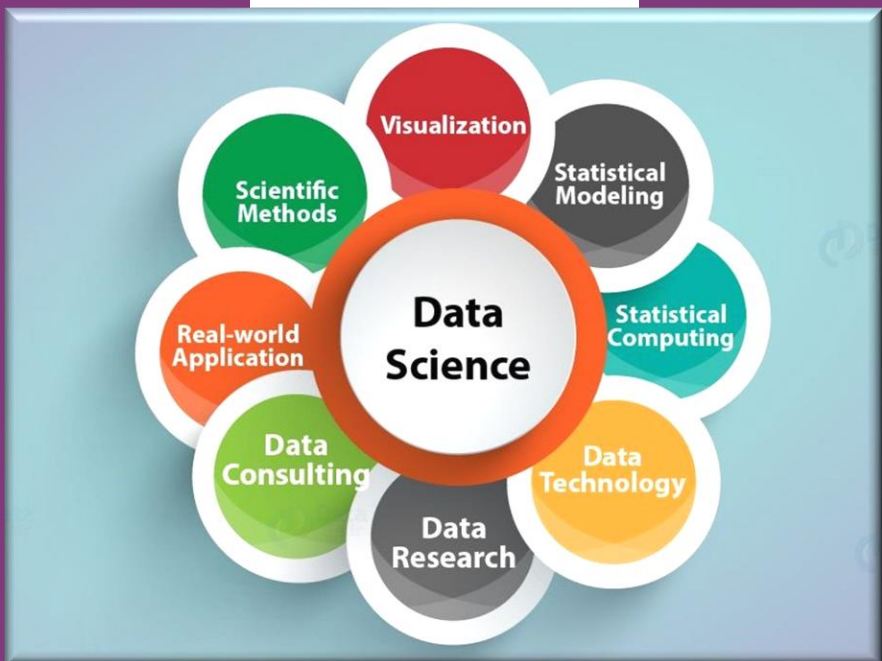 Visualization
Statistical
Modeling
Statistical
Computing
Data
Technology
Data
Research
Data
Consulting
Real-world
Application
Scientific
Methods
Data
Science